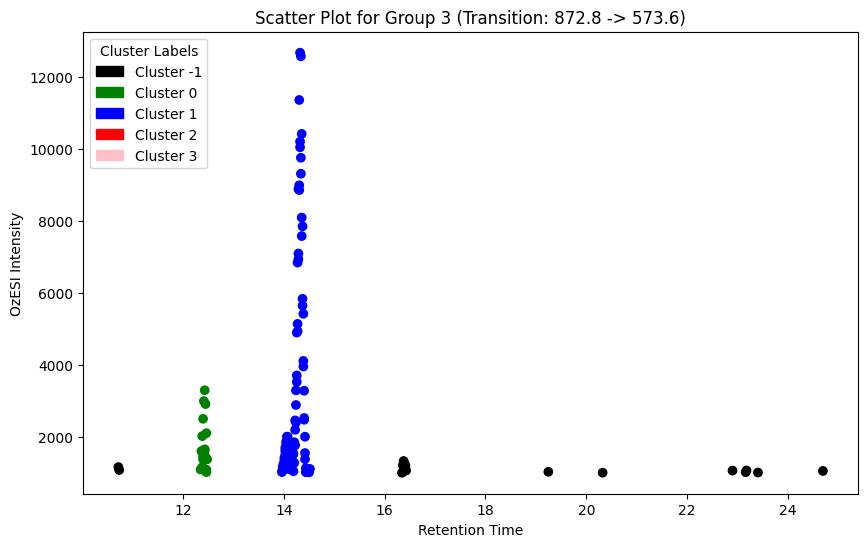 Scatter Plot for Group 3 (Transition: 872.8 -> 573.6)
Cluster Labels
Cluster -1
Cluster 0
Cluster 1
Cluster 2
Cluster 3
OzESI Intensity
12000
10000
8000
6000
4000
2000
12 14 16 18 20 22 24
Retention Time